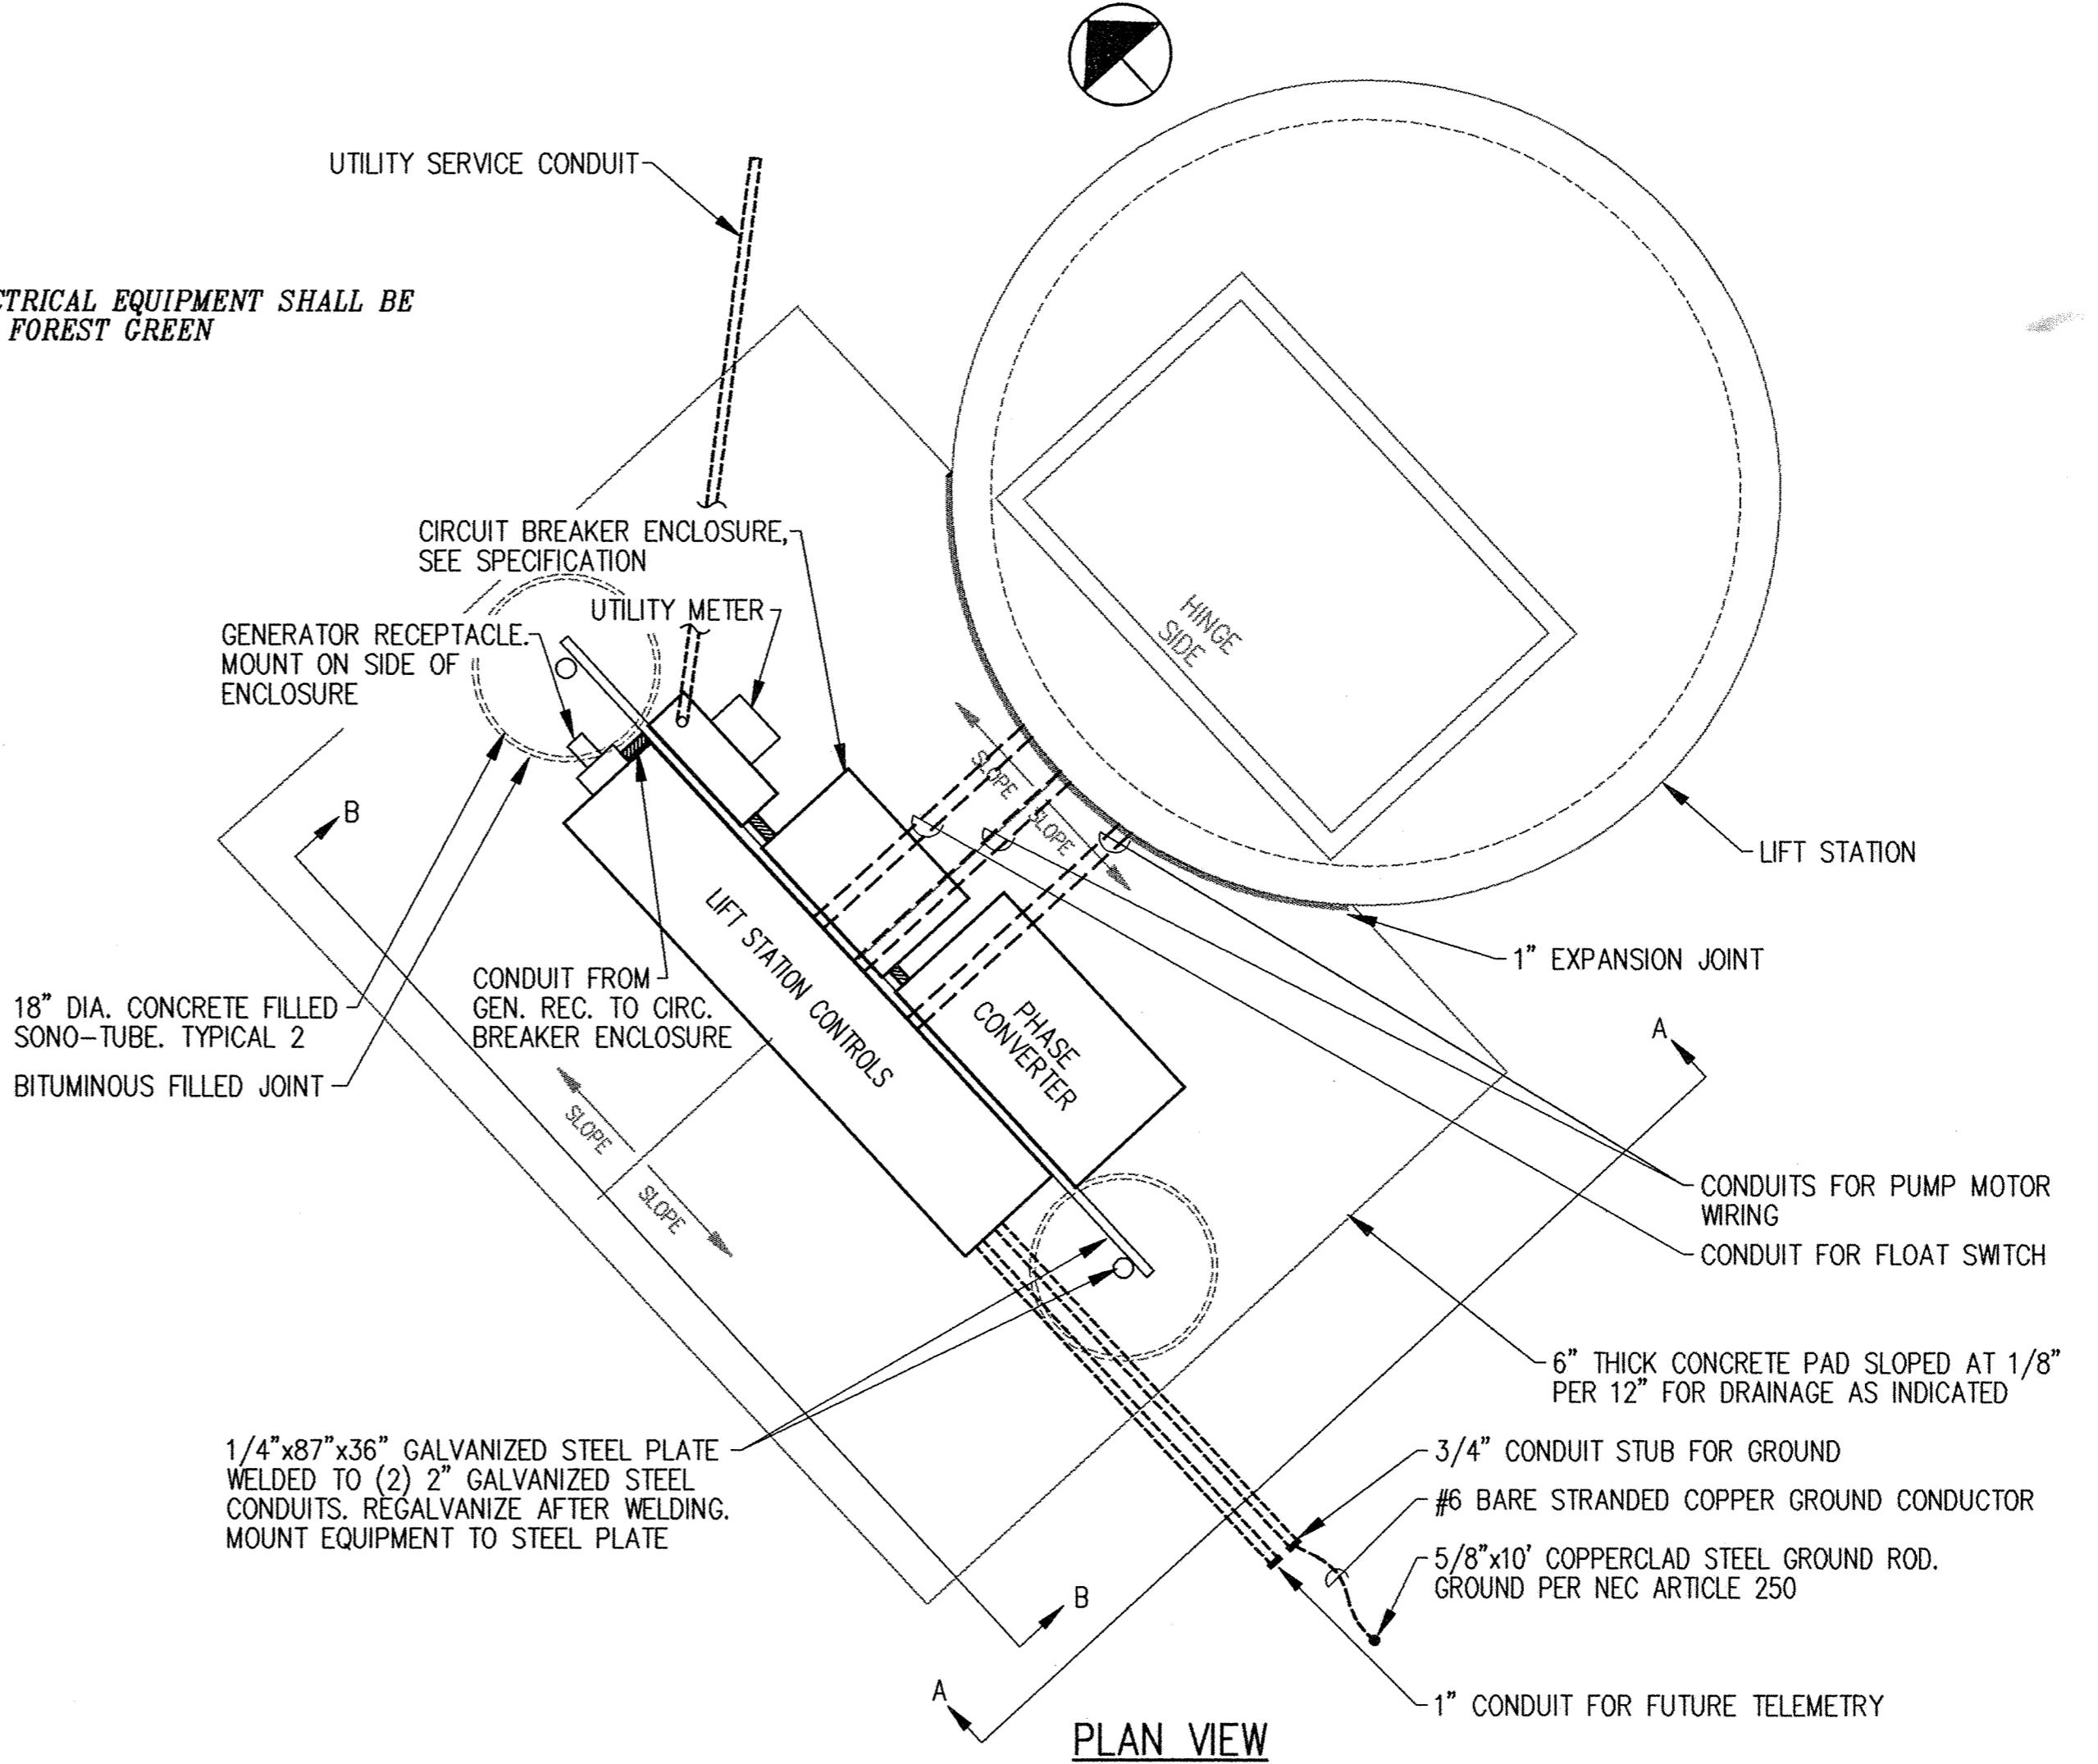 UTILITY SERVICE CONDUIT
CTRICAL EQUIPMENT SHALL BE
FOREST GREEN
CIRCUIT BREAKER ENCLOSURE,
SEE SPECIFICATION
UTILITY METER
GENERATOR RECEPTACLE.
MOUNT ON SIDE OF
ENCLOSURE
HINGE
SIDE
SLOPE
SLOPE
B
LIFT STATION
LIFT STATION CONTROLS
1" EXPANSION JOINT
CONDUIT FROM
GEN. REC. TO CIRC.
BREAKER ENCLOSURE
18" DIA. CONCRETE FILLED
SONO-TUBE. TYPICAL 2
BITUMINOUS FILLED JOINT
PHASE
CONVERTER
A
SLOPE
SLOPE
CONDUITS FOR PUMP MOTOR
WIRING
CONDUIT FOR FLOAT SWITCH
6" THICK CONCRETE PAD SLOPED AT 1/8"
PER 12" FOR DRAINAGE AS INDICATED
1/4"x87"x36" GALVANIZED STEEL PLATE
WELDED TO (2) 2" GALVANIZED STEEL
CONDUITS. REGALVANIZE AFTER WELDING.
MOUNT EQUIPMENT TO STEEL PLATE
3/4" CONDUIT STUB FOR GROUND
#6 BARE STRANDED COPPER GROUND CONDUCTOR
5/8"x10' COPPERCLAD STEEL GROUND ROD.
GROUND PER NEC ARTICLE 250
B
A
1" CONDUIT FOR FUTURE TELEMETRY
PLAN VIEW